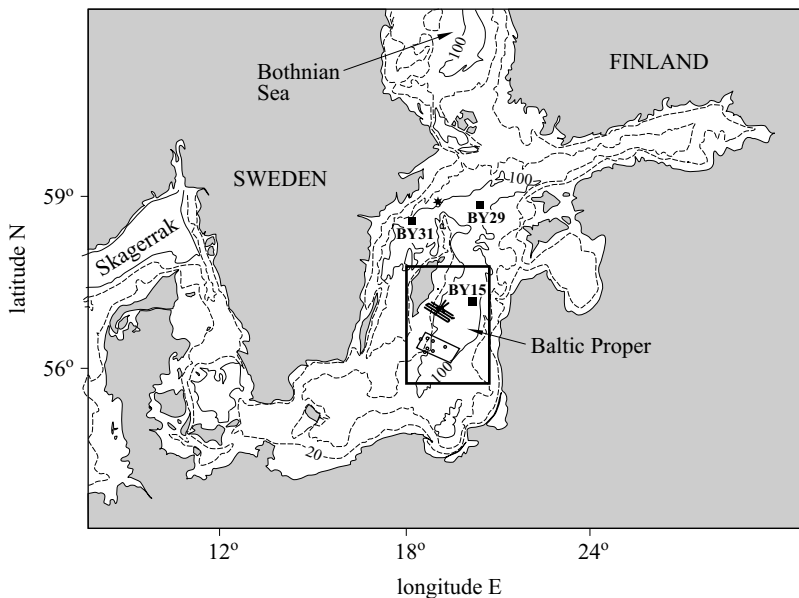 100
Bothnian
Sea
FINLAND
SWEDEN
59°
100
BY29
BY31
Skagerrak
latitude N
BY15
Baltic Proper
56°
100
20
12°
18°
24°
longitude E